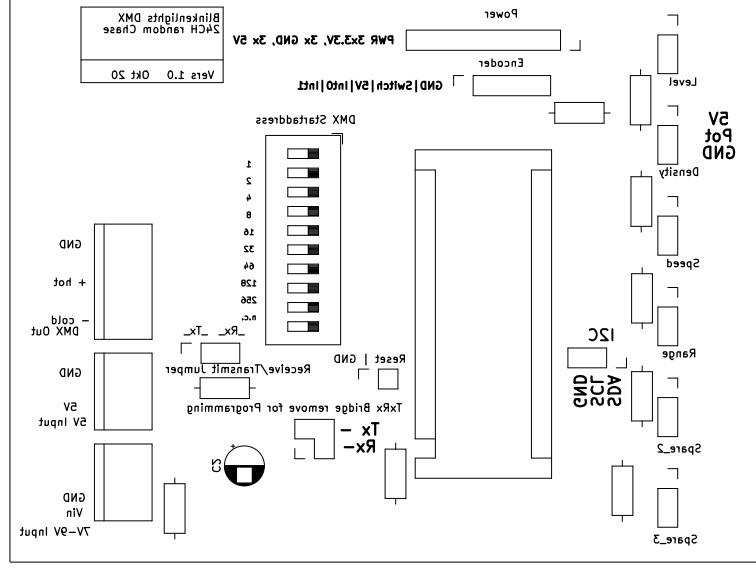 Blinkenlights DMX
24CH random Chase
Vers 1.0 Okt 20
Power
PWR 3x3.3V, 3x GND, 3x 5V
Encoder
GND|Switch|5V|Int0|Int1
Level
5V
Pot
GND
Density
DMX Startaddress
1
2
4
8
16
32
64
128
256
n.c.
Speed
GND
+ hot
- cold
DMX Out
_Rx_ _Tx_
Receive/Transmit Jumper
Reset | GND
I2C
GND
SCL
SDA
Range
GND
5V
5V Input
TxRx Bridge remove for Programming
Tx -
Rx-
C2
+
Spare_2
GND
Vin
7V-9V Input
Spare_3